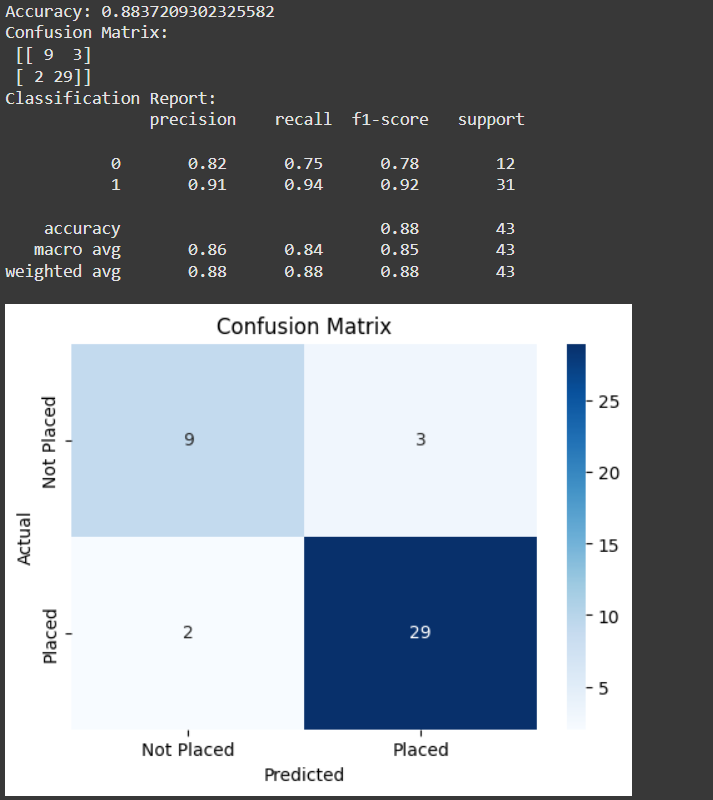 Accuracy: 0.8837209302325582
Confusion Matrix:
[[ 9  3]
[ 2 29]]
Classification Report:
precision recall f1-score support
0 0.82 0.75 0.78 12
1 0.91 0.94 0.92 31
accuracy 0.88 43
macro avg 0.86 0.84 0.85 43
weighted avg 0.88 0.88 0.88 43
Confusion Matrix
Not Placed
9
3
25
20
15
Actual
Placed
2
29
10
5
Not Placed
Placed
Predicted